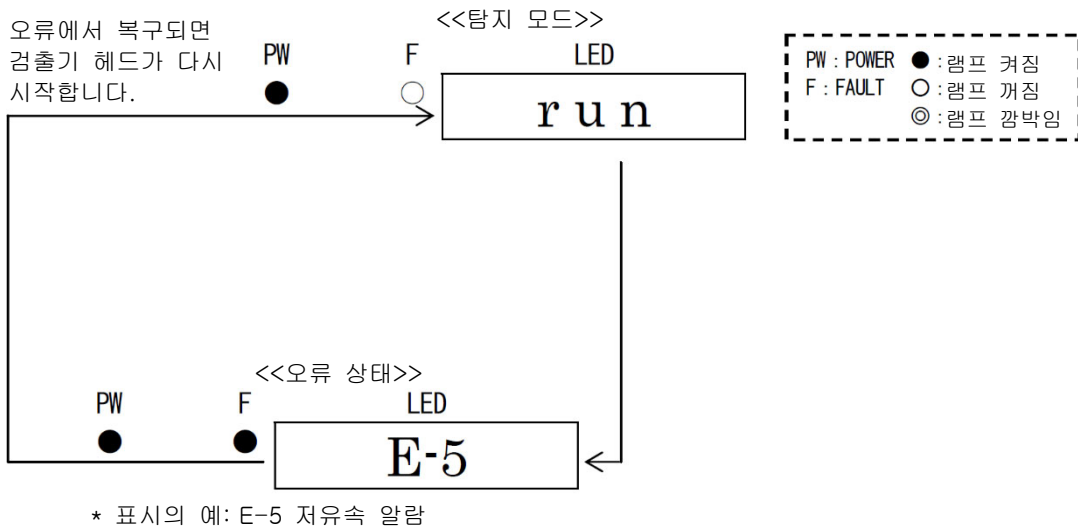 오류에서 복구되면
검출기 헤드가 다시
시작합니다.
<<탐지 모드>>
PW F LED
run
PW : POWER ● : 램프 켜짐
F : FAULT ○ : 램프 꺼짐
◎ : 램프 깜박임
<<오류 상태>>
PW F LED
E-5
* 표시의 예: E-5 저유속 알람